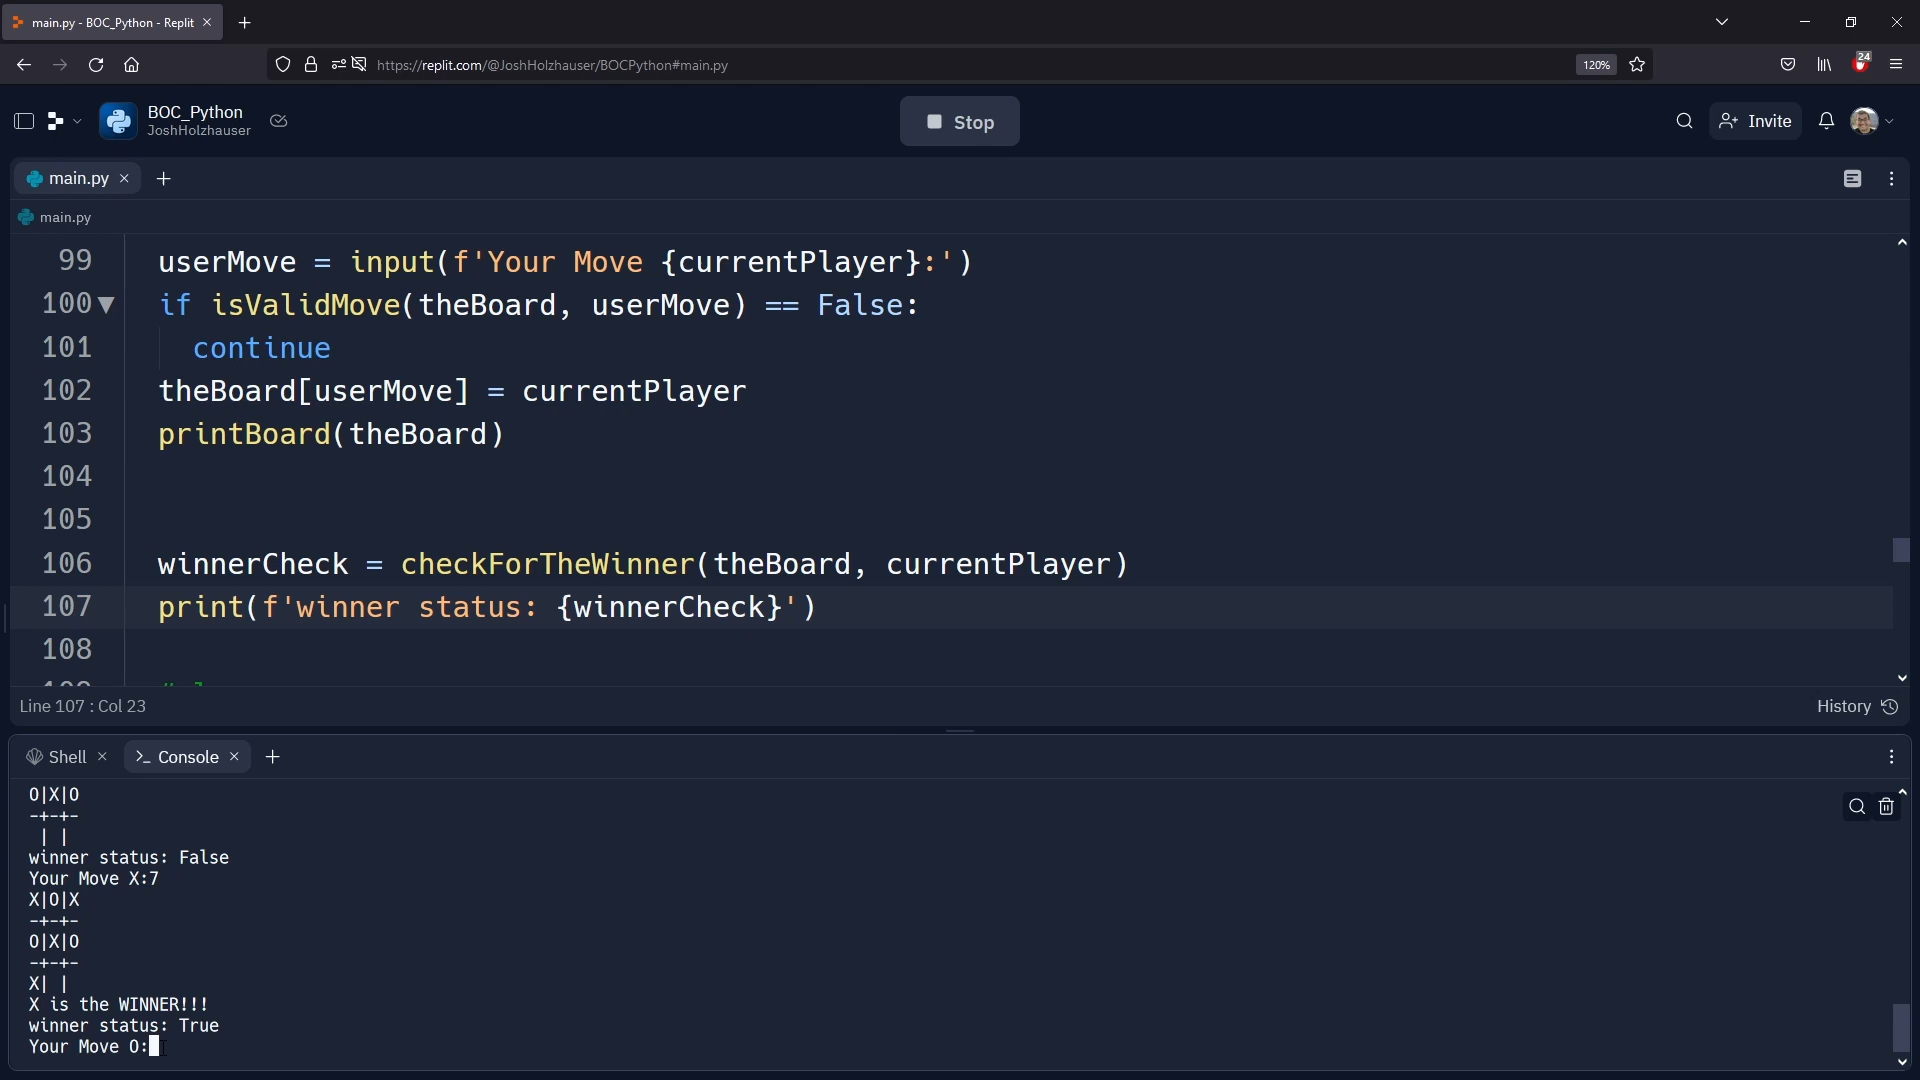 main.py - BOC_Python - Replit
https://replit.com/@JoshHolzhauser/BOCPython#main.py
120%
24
BOC_Python
JoshHolzhauser
Stop
Invite
main.py
main.py
99 userMove = input(f'Your Move {currentPlayer}:')
100 if isValidMove(theBoard, userMove) == False:
101 continue
102 theBoard[userMove] = currentPlayer
103 printBoard(theBoard)
104
105
106 winnerCheck = checkForTheWinner(theBoard, currentPlayer)
107 print(f'winner status: {winnerCheck}')
108
Line 107 : Col 23
History
Shell
Console
O|X|O
-+-+-
 | |
winner status: False
Your Move X:7
X|O|X
-+-+-
O|X|O
-+-+-
X| |
X is the WINNER!!!
winner status: True
Your Move O: